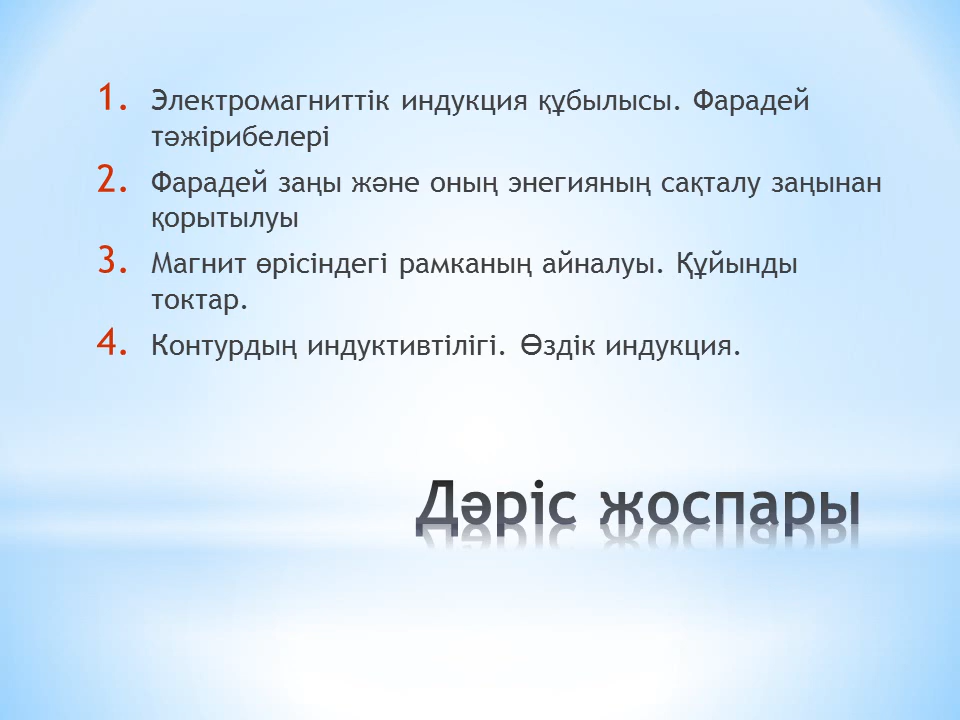 1. Электромагниттік индукция құбылысы. Фарадей
тәжірибелері
2. Фарадей заңы және оның энегияның сақталу заңынан
қорытылуы
3. Магнит өрісіндегі рамканың айналуы. Құйынды
токтар.
4. Контурдың индуктивтілігі. Өздік индукция.
Дәріс жоспары